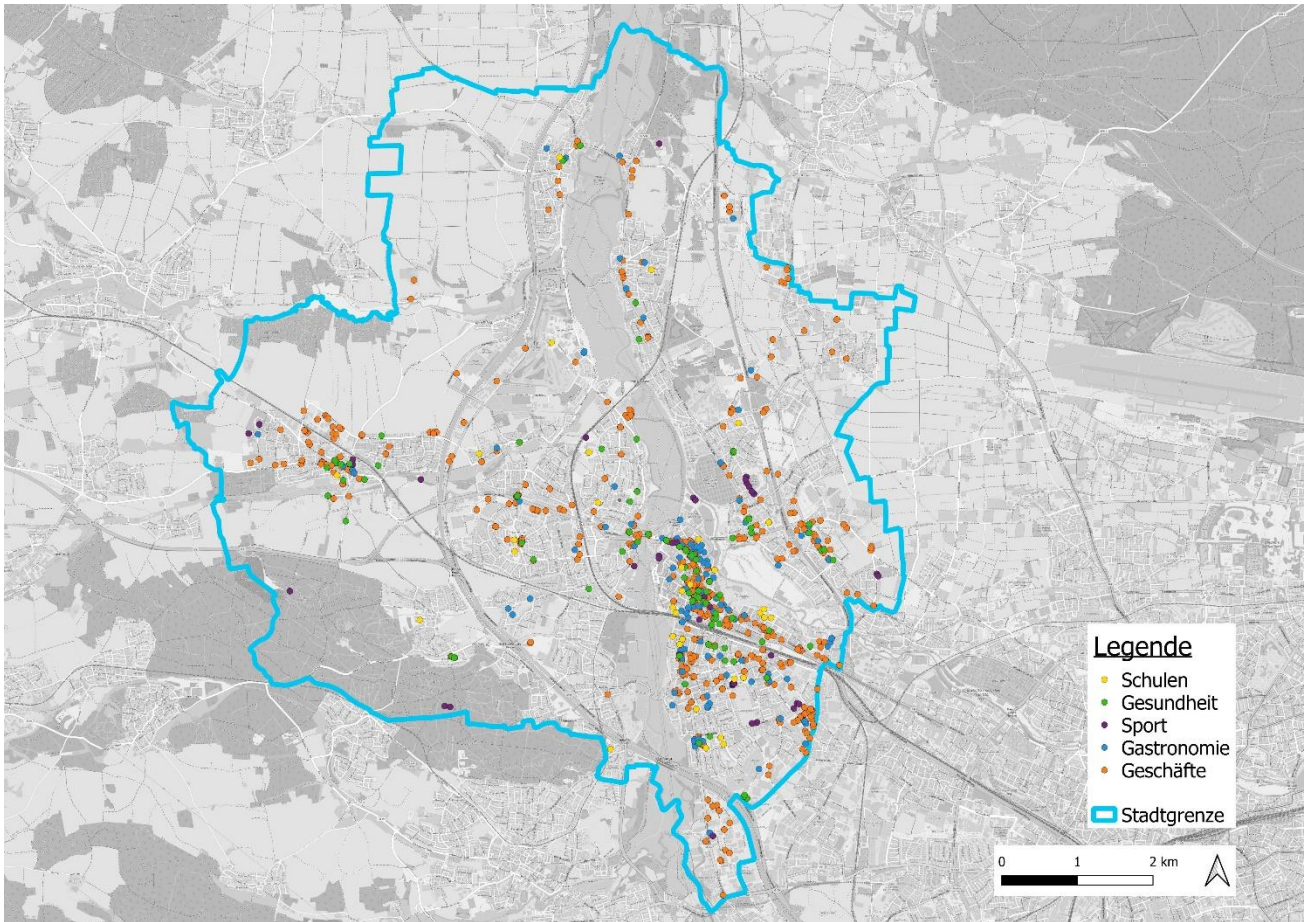 Legende
Schulen
Gesundheit
Sport
Gastronomie
Geschäfte
Stadtgrenze
0 1 2 km